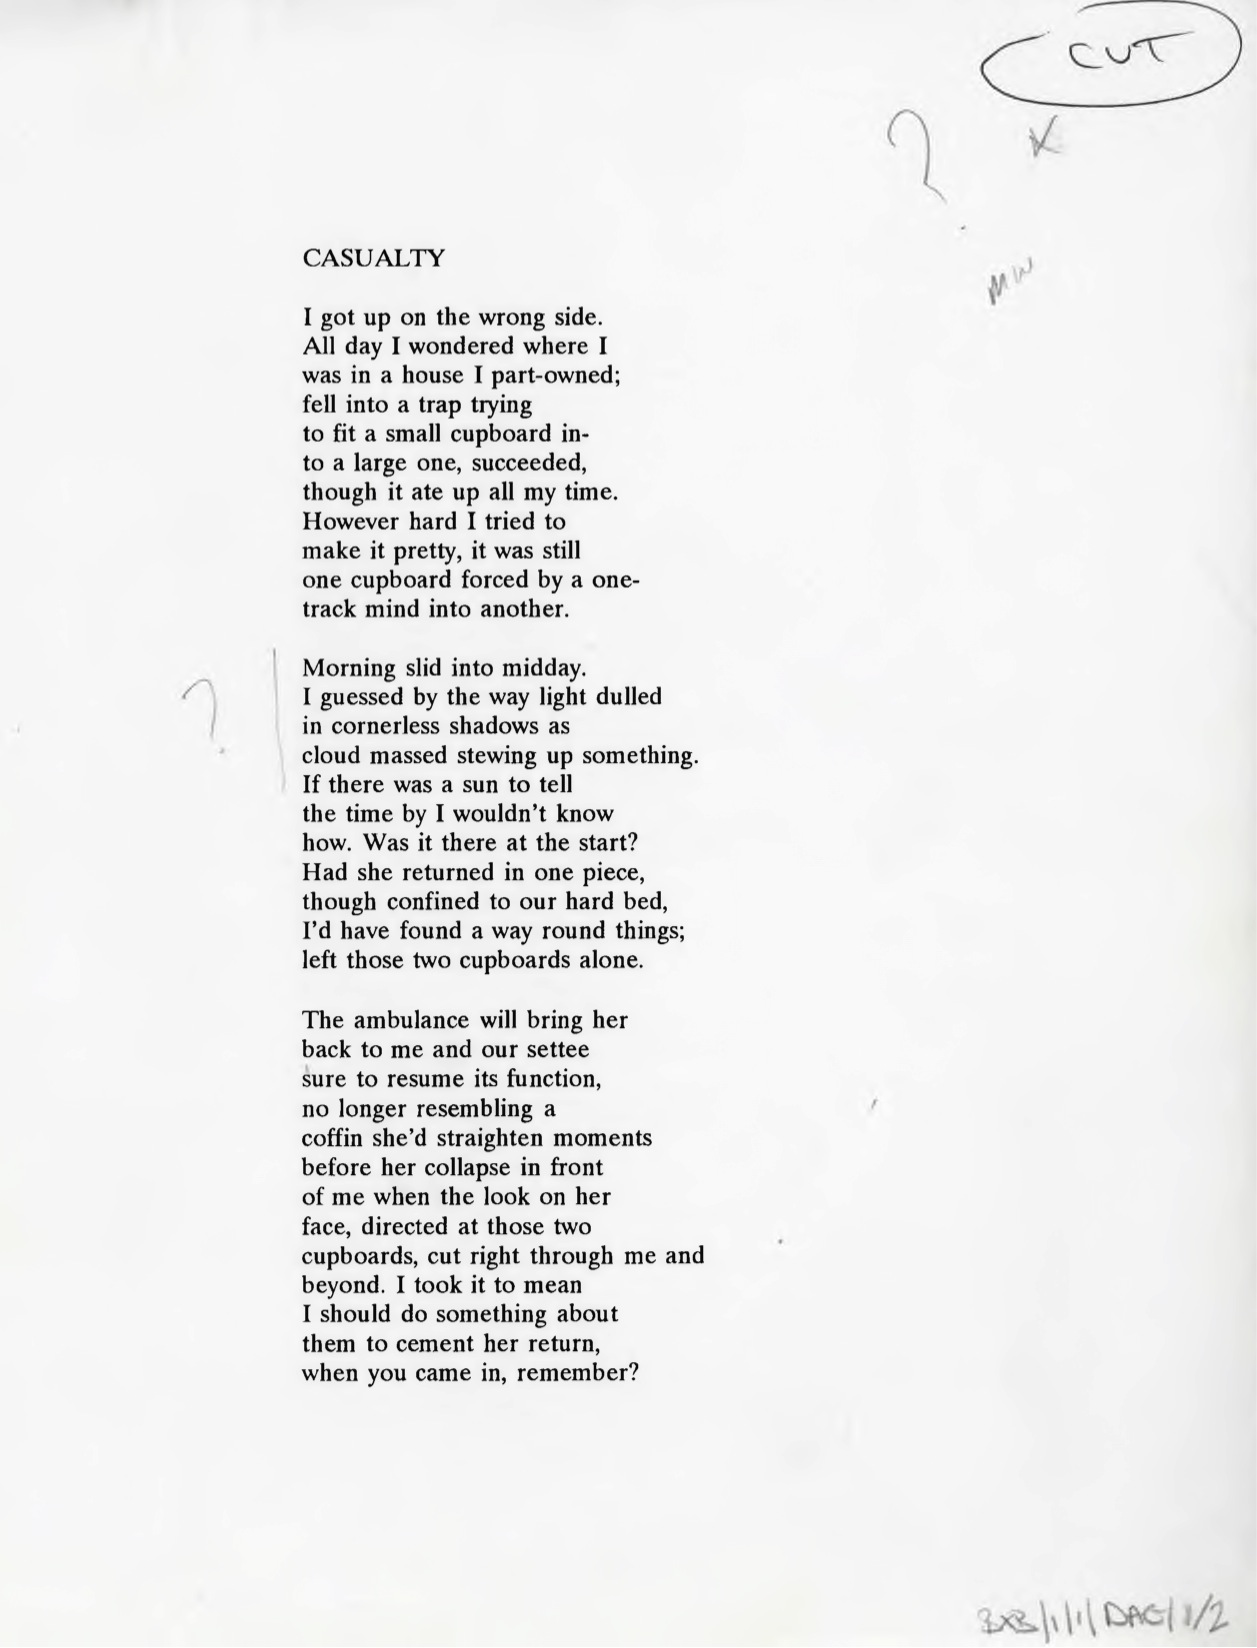 CUT
?
X
MW
CASUALTY
I got up on the wrong side.
All day I wondered where I
was in a house I part-owned;
fell into a trap trying
to fit a small cupboard in-
to a large one, succeeded,
though it ate up all my time.
However hard I tried to
make it pretty, it was still
one cupboard forced by a one-
track mind into another.
Morning slid into midday.
?
I guessed by the way light dulled
in cornerless shadows as
cloud massed stewing up something.
If there was a sun to tell
the time by I wouldn't know
how. Was it there at the start?
Had she returned in one piece,
though confined to our hard bed,
I'd have found a way round things;
left those two cupboards alone.
The ambulance will bring her
back to me and our settee
sure to resume its function,
no longer resembling a
coffin she'd straighten moments
before her collapse in front
of me when the look on her
face, directed at those two
cupboards, cut right through me and
beyond. I took it to mean
I should do something about
them to cement her return,
when you came in, remember?
BXB/1/1/DAG/1/2